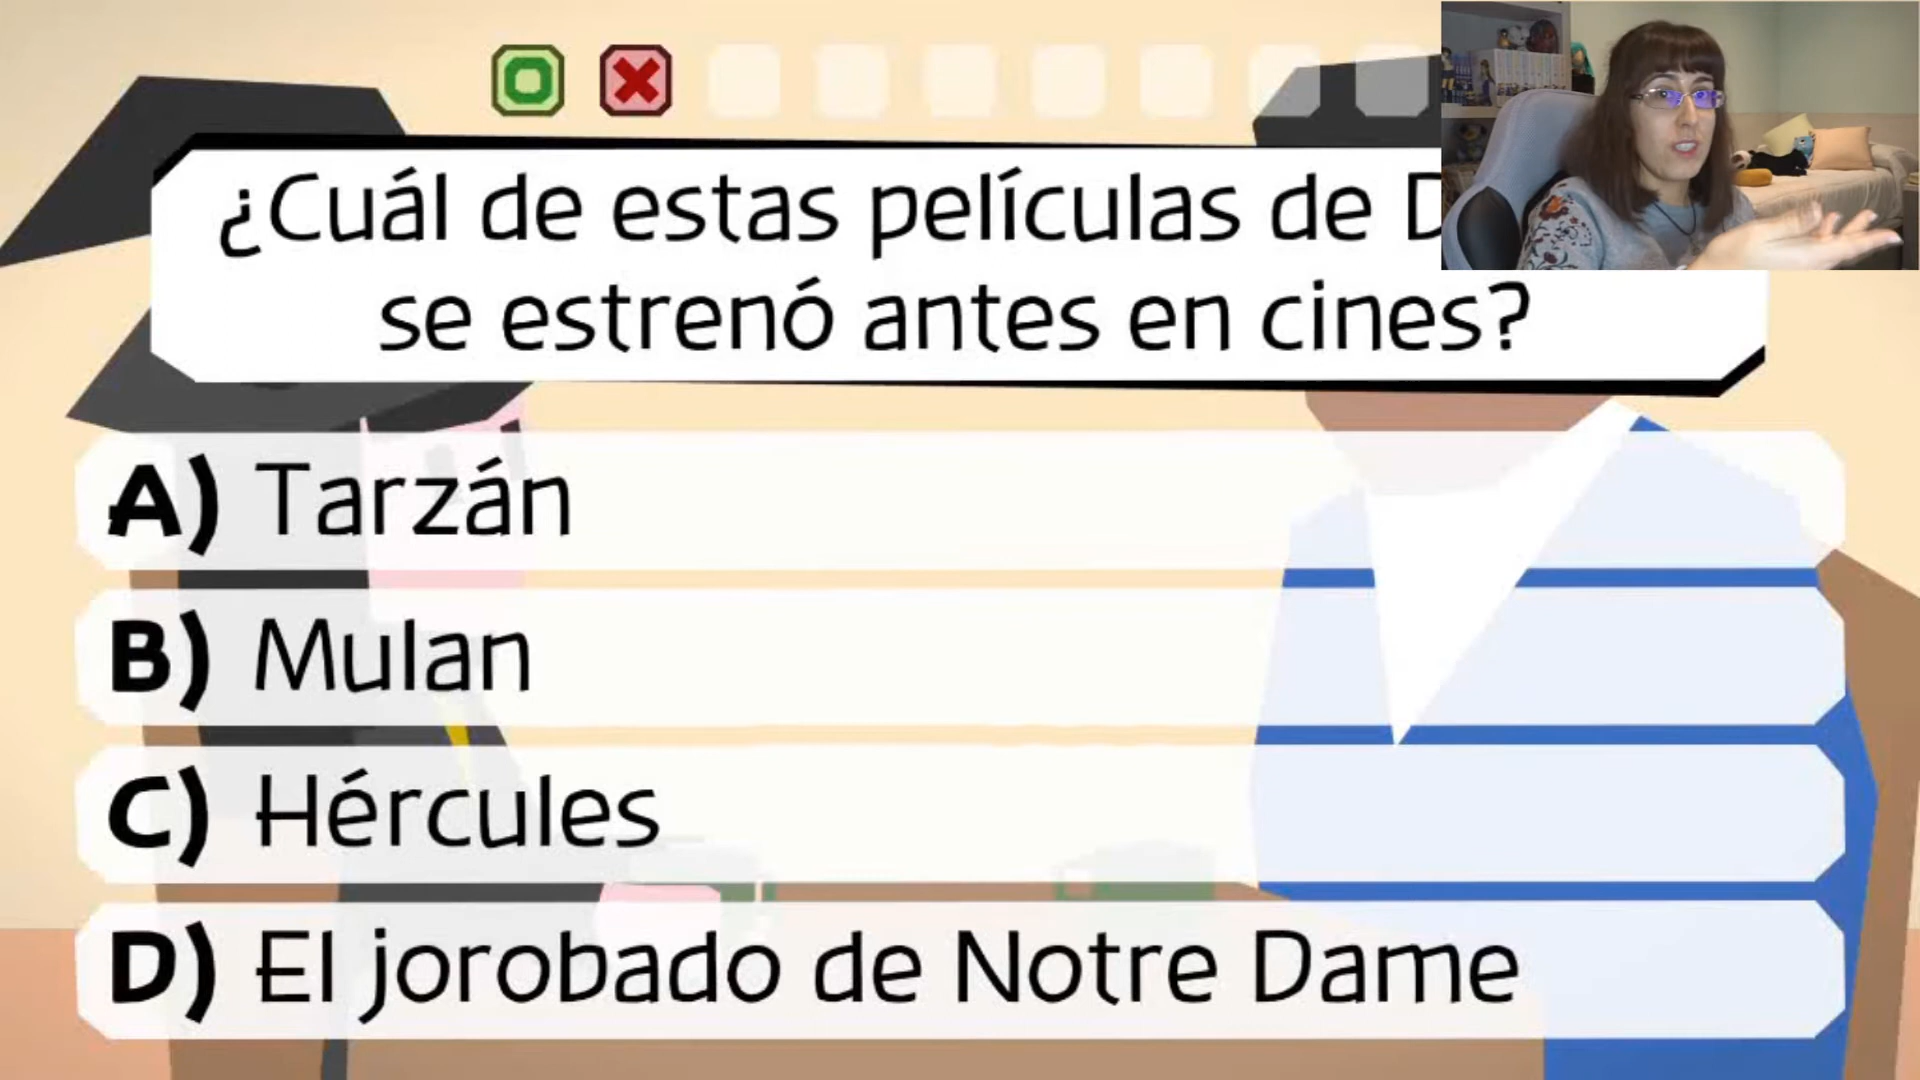 ¿Cuál de estas películas de
se estrenó antes en cines?
A) Tarzán
B) Mulan
C) Hércules
D) El jorobado de Notre Dame